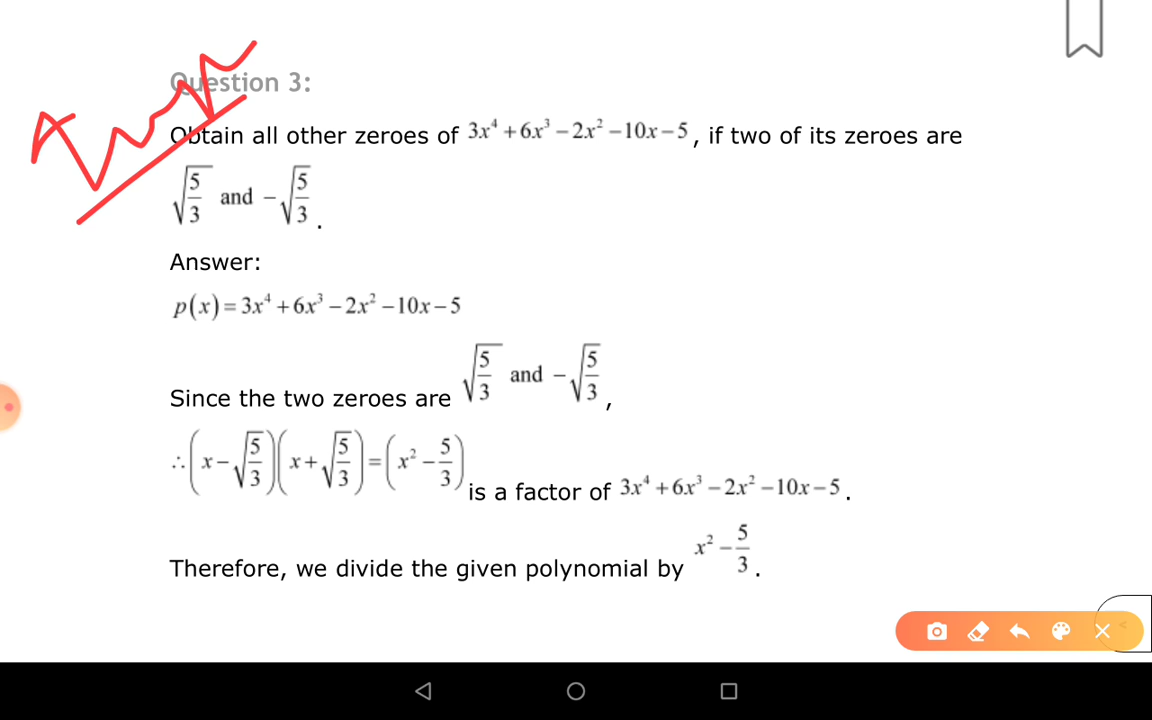 Question 3:
Obtain all other zeroes of 3x⁴ + 6x³ − 2x² − 10x − 5, if two of its zeroes are
√(5/3) and −√(5/3).
Answer:
p(x) = 3x⁴ + 6x³ − 2x² − 10x − 5
Since the two zeroes are √(5/3) and −√(5/3),
∴ (x − √(5/3))(x + √(5/3)) = (x² − 5/3) is a factor of 3x⁴ + 6x³ − 2x² − 10x − 5.
Therefore, we divide the given polynomial by x² − 5/3.